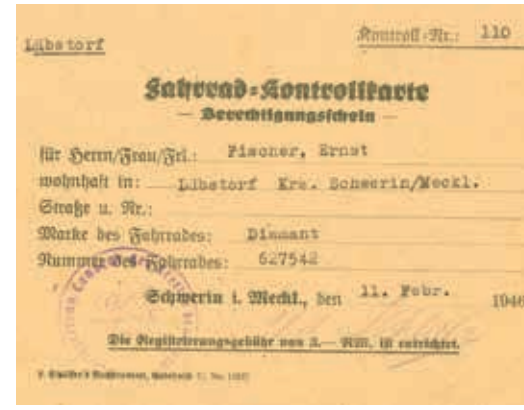 Lübstorf
Kontroll-Nr.: 110
Fahrrad-Kontrollkarte
— Berechtigungsschein —
für Herrn/Frau/Frl.: Fischer, Ernst
wohnhaft in: Lübstorf Krs. Schwerin/Meckl.
Straße u. Nr.:
Marke des Fahrrades: Diamant
Nummer des Fahrrades: 627542
Schwerin i. Meckl., den 11. Febr. 1946
Die Registrierungsgebühr von 3.— RM. ist entrichtet.